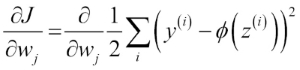 ∂J/∂w_j = ∂/∂w_j 1/2 ∑_i (y^(i) − ϕ(z^(i)))^2